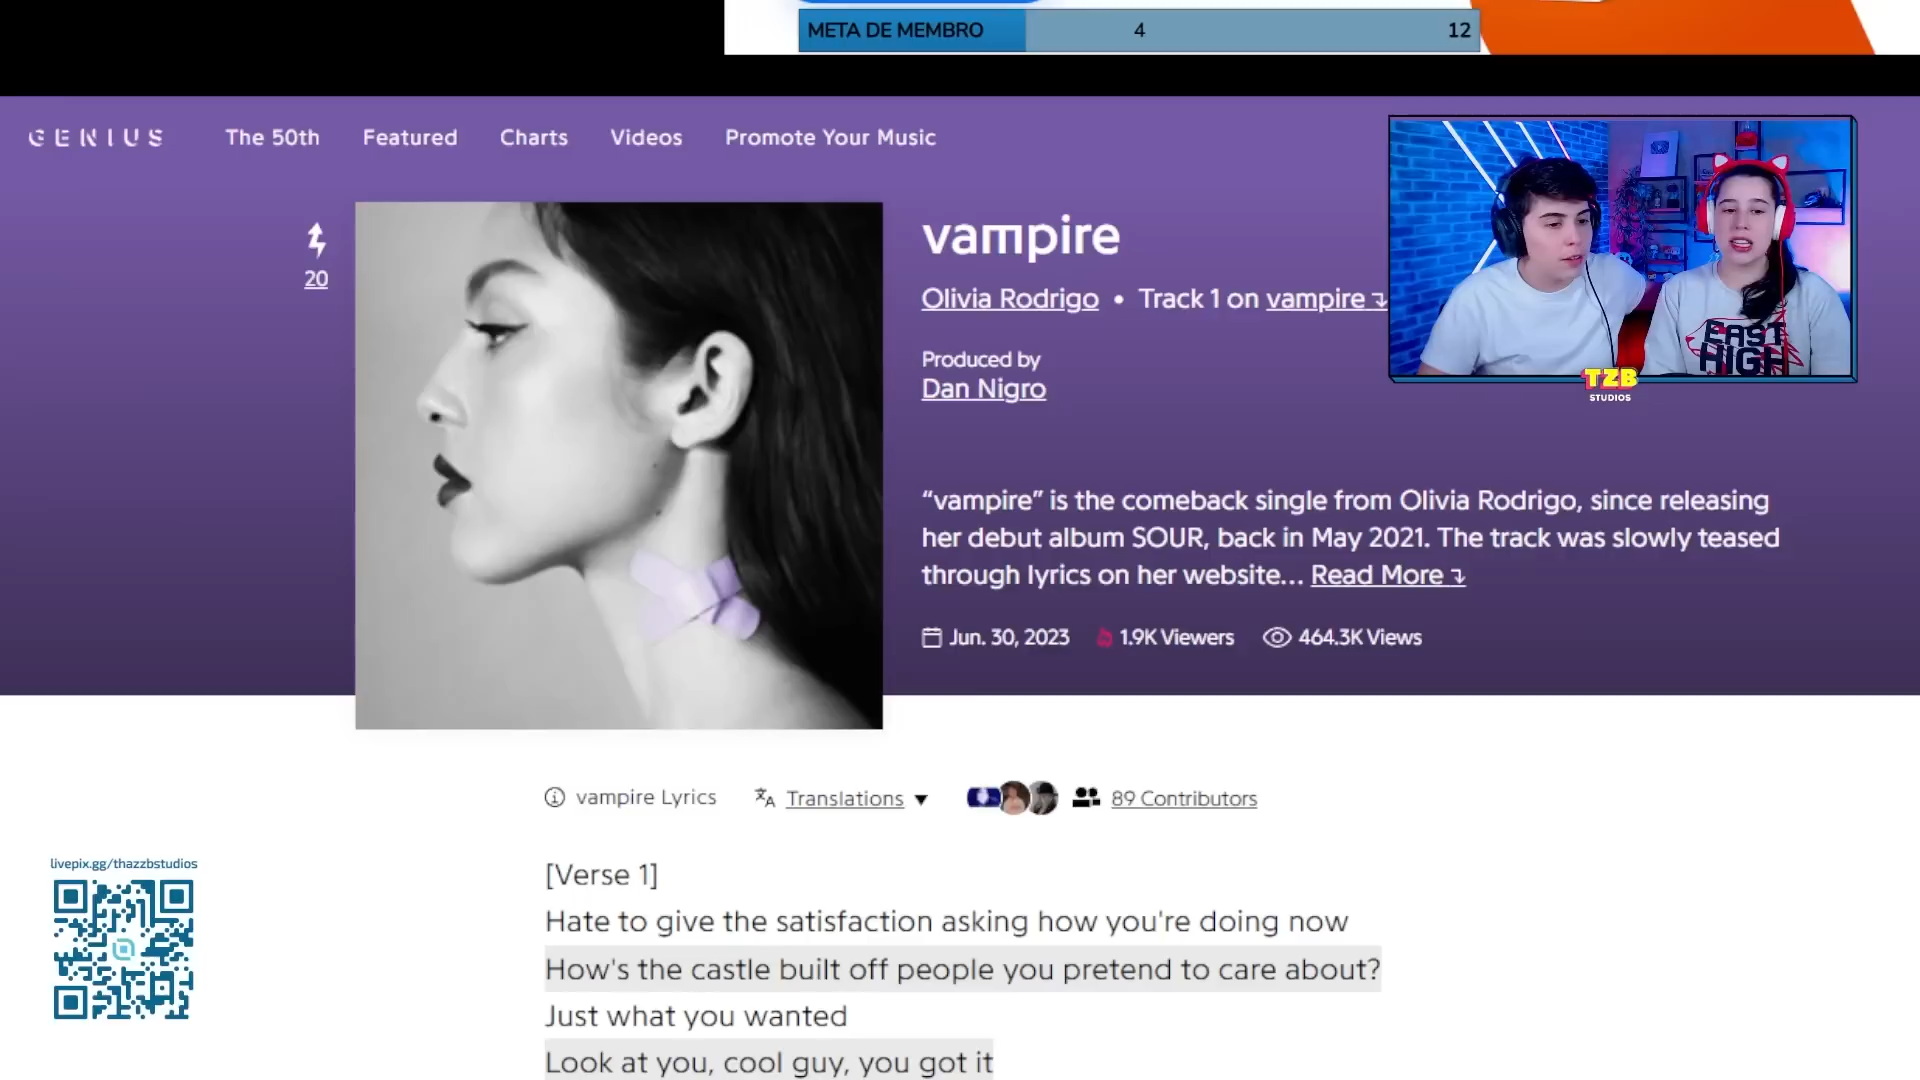 META DE MEMBRO 4 12
GENIUS The 50th Featured Charts Videos Promote Your Music
20
vampire
Olivia Rodrigo • Track 1 on vampire
Produced by
Dan Nigro
EAST
HIGH
TZB
STUDIOS
“vampire” is the comeback single from Olivia Rodrigo, since releasing
her debut album SOUR, back in May 2021. The track was slowly teased
through lyrics on her website… Read More
Jun. 30, 2023 1.9K Viewers 464.3K Views
vampire Lyrics Translations 89 Contributors
livepix.gg/thazzbstudios
[Verse 1]
Hate to give the satisfaction asking how you're doing now
How's the castle built off people you pretend to care about?
Just what you wanted
Look at you, cool guy, you got it